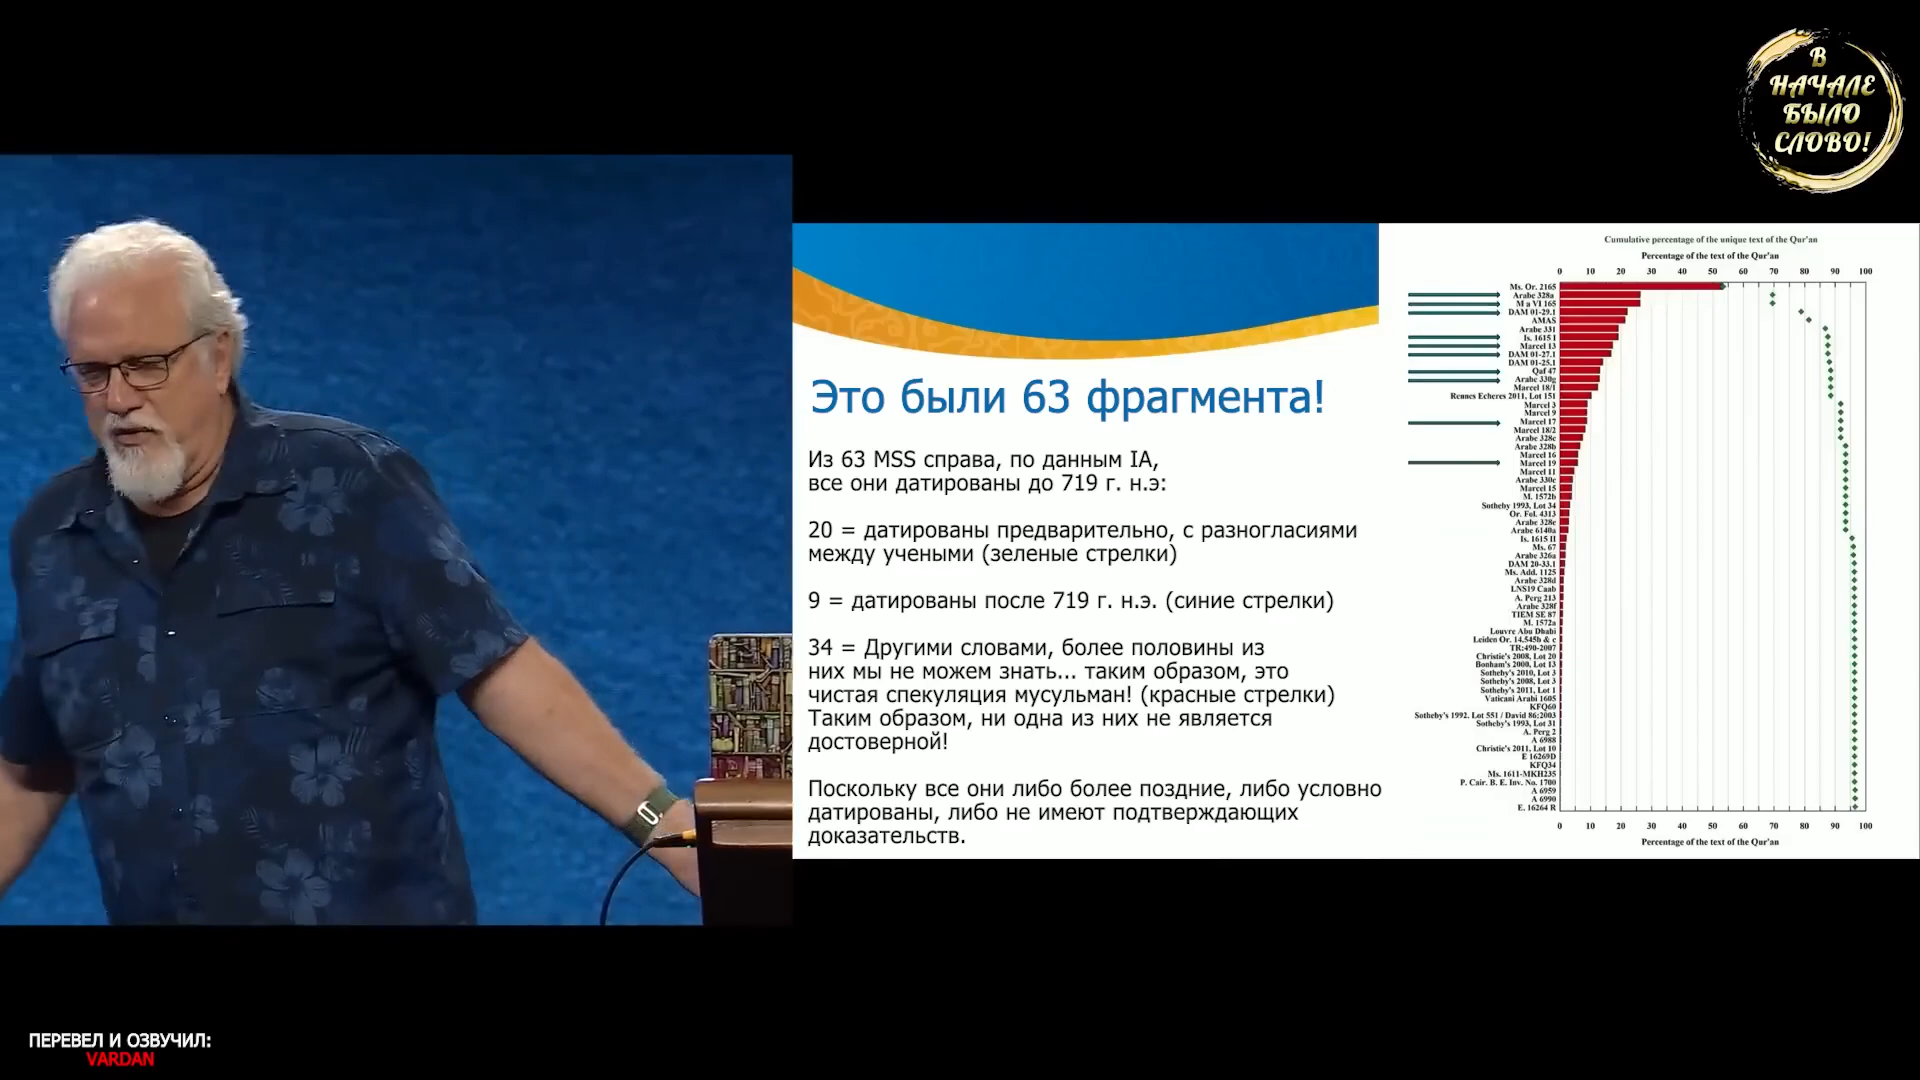 В
НАЧАЛЕ
БЫЛО
СЛОВО!
Это были 63 фрагмента!
Из 63 MSS справа, по данным IA,
все они датированы до 719 г. н.э:
20 = датированы предварительно, с разногласиями
между учеными (зеленые стрелки)
9 = датированы после 719 г. н.э. (синие стрелки)
34 = Другими словами, более половины из
них мы не можем знать... таким образом, это
чистая спекуляция мусульман! (красные стрелки)
Таким образом, ни одна из них не является
достоверной!
Поскольку все они либо более поздние, либо условно
датированы, либо не имеют подтверждающих
доказательств.
Cumulative percentage of the unique text of the Qur'an
Percentage of the text of the Qur'an
0 10 20 30 40 50 60 70 80 90 100
Ms. Or. 2165
Arabe 328a
M a VI 165
DAM 01-29.1
AMAS
Arabe 331
Is. 1615 I
Marcel 13
DAM 01-27.1
DAM 01-25.1
Qaf 47
Arabe 330g
Marcel 18/1
Rennes Encheres 2011, Lot 151
Marcel 3
Marcel 9
Marcel 17
Marcel 18/2
Arabe 328c
Arabe 328b
Marcel 16
Marcel 19
Marcel 11
Arabe 330c
Marcel 15
M. 1572b
Sotheby 1993, Lot 34
Or. Fol. 4313
Arabe 328e
Arabe 6140a
Is. 1615 II
Ms. 67
Arabe 326a
DAM 20-33.1
Ms. Add. 1125
Arabe 328d
LNS19 Caab
A. Perg 213
Arabe 328f
TIEM SE 87
M. 1572a
Louvre Abu Dhabi
Leiden Or. 14.545b & c
TR:490-2007
Christie's 2008, Lot 20
Bonham's 2000, Lot 13
Sotheby's 2010, Lot 3
Sotheby's 2008, Lot 3
Sotheby's 2011, Lot 1
Vaticani Arabi 1605
KFQ60
Sotheby's 1992. Lot 551 / David 86:2003
Sotheby's 1993, Lot 31
A. Perg 2
A 6988
Christie's 2011, Lot 10
E 16269D
KFQ34
Ms. 1611-MKH235
P. Cair. B. E. Inv. No. 1700
A 6959
A 6990
E. 16264 R
0 10 20 30 40 50 60 70 80 90 100
Percentage of the text of the Qur'an
ПЕРЕВЕЛ И ОЗВУЧИЛ:
VARDAN